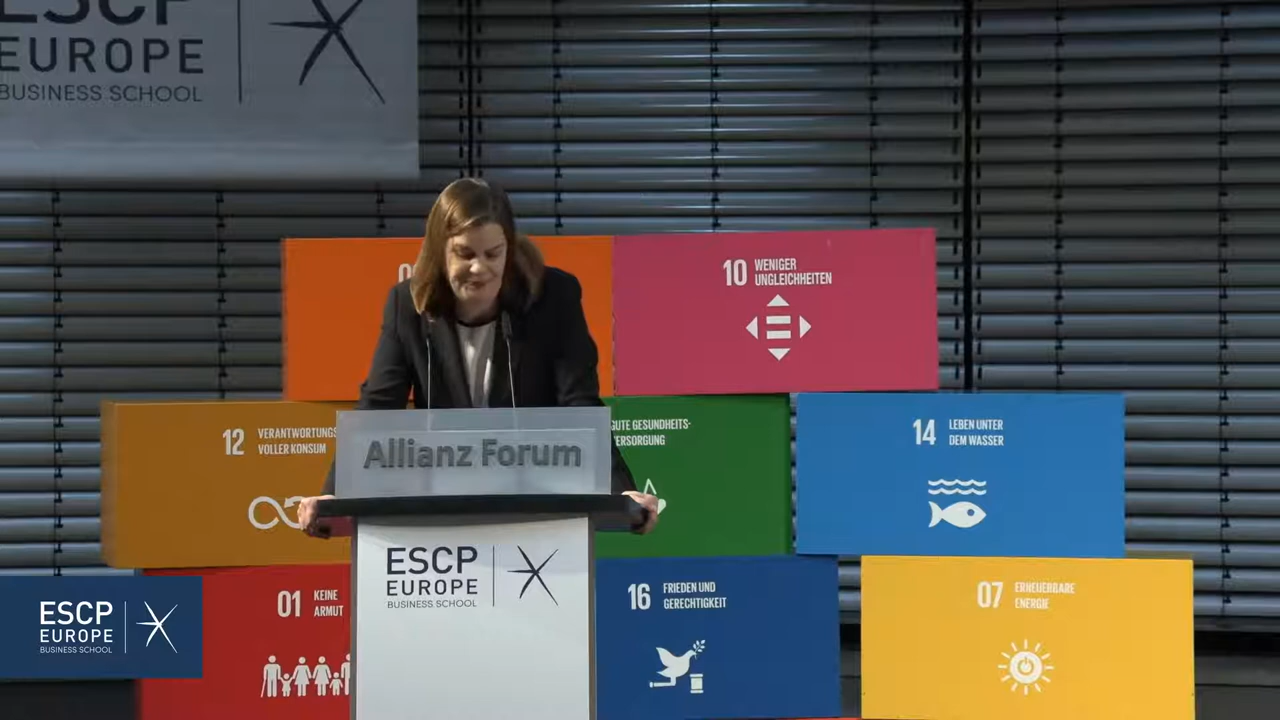 ESCP
EUROPE
BUSINESS SCHOOL
10 WENIGER
UNGLEICHHEITEN
12 VERANTWORTUNGS
VOLLER KONSUM
GUTE GESUNDHEITS-
VERSORGUNG
14 LEBEN UNTER
DEM WASSER
Allianz Forum
ESCP
EUROPE
BUSINESS SCHOOL
01 KEINE
ARMUT
16 FRIEDEN UND
GERECHTIGKEIT
07 ERNEUERBARE
ENERGIE
ESCP
EUROPE
BUSINESS SCHOOL